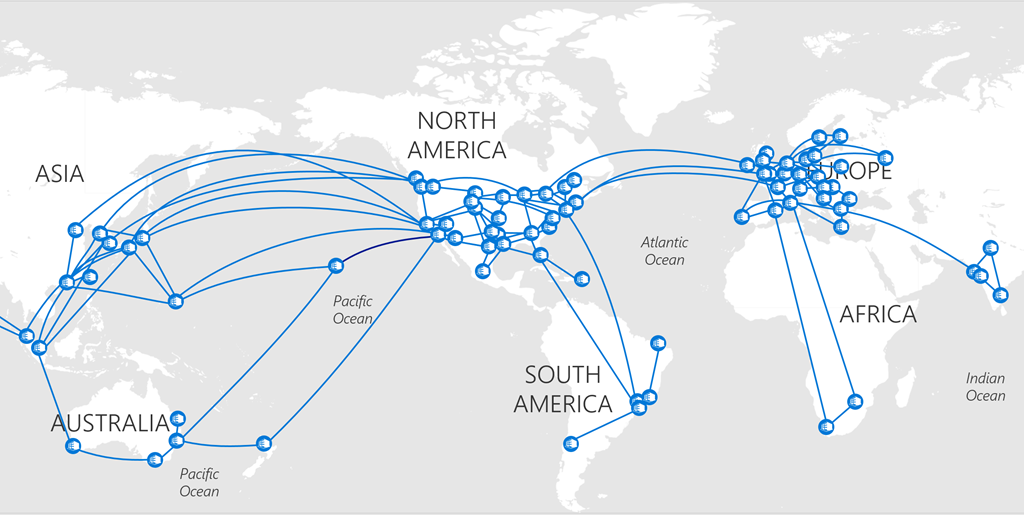 NORTH
AMERICA
ASIA
EUROPE
Atlantic
Ocean
Pacific
Ocean
AFRICA
SOUTH
AMERICA
Indian
Ocean
AUSTRALIA
Pacific
Ocean